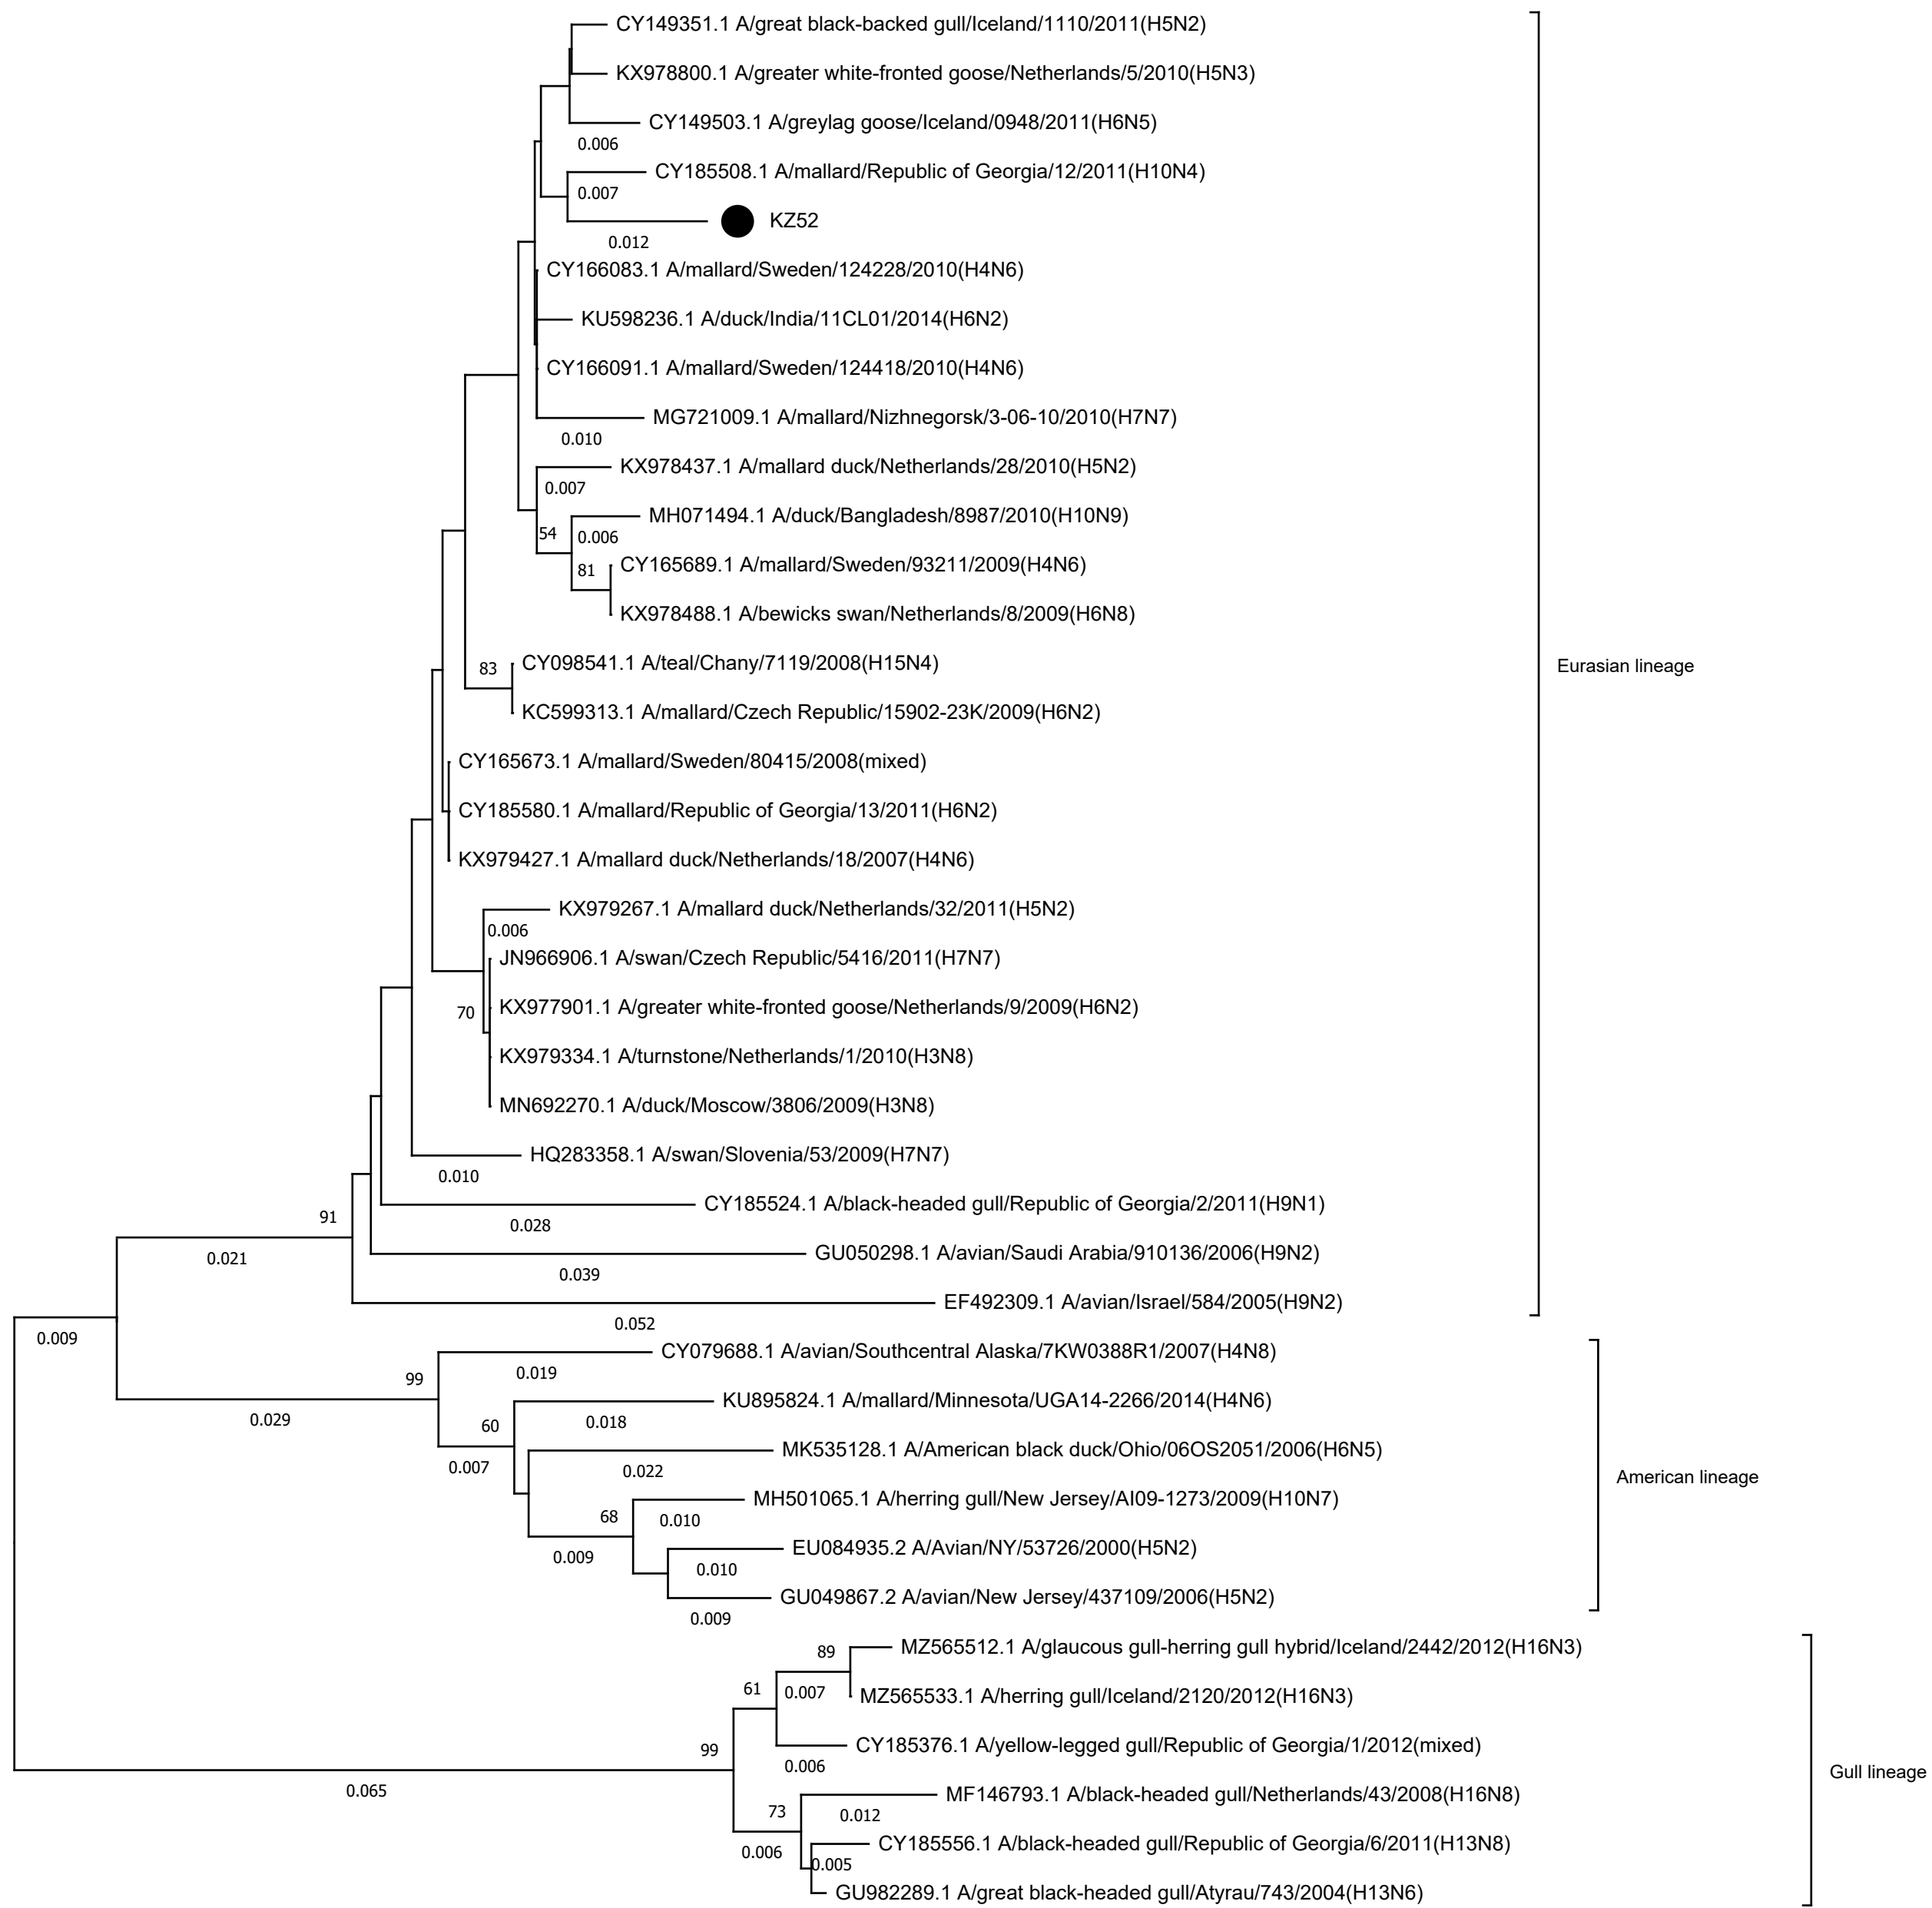 CY149351.1 A/great black-backed gull/Iceland/1110/2011(H5N2)
KX978800.1 A/greater white-fronted goose/Netherlands/5/2010(H5N3)
CY149503.1 A/greylag goose/Iceland/0948/2011(H6N5)
0.006
CY185508.1 A/mallard/Republic of Georgia/12/2011(H10N4)
0.007
KZ52
0.012
CY166083.1 A/mallard/Sweden/124228/2010(H4N6)
KU598236.1 A/duck/India/11CL01/2014(H6N2)
CY166091.1 A/mallard/Sweden/124418/2010(H4N6)
MG721009.1 A/mallard/Nizhnegorsk/3-06-10/2010(H7N7)
0.010
KX978437.1 A/mallard duck/Netherlands/28/2010(H5N2)
0.007
MH071494.1 A/duck/Bangladesh/8987/2010(H10N9)
54
0.006
CY165689.1 A/mallard/Sweden/93211/2009(H4N6)
81
KX978488.1 A/bewicks swan/Netherlands/8/2009(H6N8)
CY098541.1 A/teal/Chany/7119/2008(H15N4)
83
KC599313.1 A/mallard/Czech Republic/15902-23K/2009(H6N2)
CY165673.1 A/mallard/Sweden/80415/2008(mixed)
CY185580.1 A/mallard/Republic of Georgia/13/2011(H6N2)
KX979427.1 A/mallard duck/Netherlands/18/2007(H4N6)
KX979267.1 A/mallard duck/Netherlands/32/2011(H5N2)
0.006
JN966906.1 A/swan/Czech Republic/5416/2011(H7N7)
KX977901.1 A/greater white-fronted goose/Netherlands/9/2009(H6N2)
70
KX979334.1 A/turnstone/Netherlands/1/2010(H3N8)
MN692270.1 A/duck/Moscow/3806/2009(H3N8)
HQ283358.1 A/swan/Slovenia/53/2009(H7N7)
0.010
CY185524.1 A/black-headed gull/Republic of Georgia/2/2011(H9N1)
0.028
91
0.021
GU050298.1 A/avian/Saudi Arabia/910136/2006(H9N2)
0.039
EF492309.1 A/avian/Israel/584/2005(H9N2)
0.052
Eurasian lineage
0.009
CY079688.1 A/avian/Southcentral Alaska/7KW0388R1/2007(H4N8)
0.019
99
0.029
KU895824.1 A/mallard/Minnesota/UGA14-2266/2014(H4N6)
0.018
60
0.007
MK535128.1 A/American black duck/Ohio/06OS2051/2006(H6N5)
0.022
MH501065.1 A/herring gull/New Jersey/AI09-1273/2009(H10N7)
0.010
68
0.009
EU084935.2 A/Avian/NY/53726/2000(H5N2)
0.010
GU049867.2 A/avian/New Jersey/437109/2006(H5N2)
0.009
American lineage
MZ565512.1 A/glaucous gull-herring gull hybrid/Iceland/2442/2012(H16N3)
89
0.007
MZ565533.1 A/herring gull/Iceland/2120/2012(H16N3)
61
CY185376.1 A/yellow-legged gull/Republic of Georgia/1/2012(mixed)
0.006
99
0.065
MF146793.1 A/black-headed gull/Netherlands/43/2008(H16N8)
0.012
73
0.006
CY185556.1 A/black-headed gull/Republic of Georgia/6/2011(H13N8)
0.005
GU982289.1 A/great black-headed gull/Atyrau/743/2004(H13N6)
Gull lineage